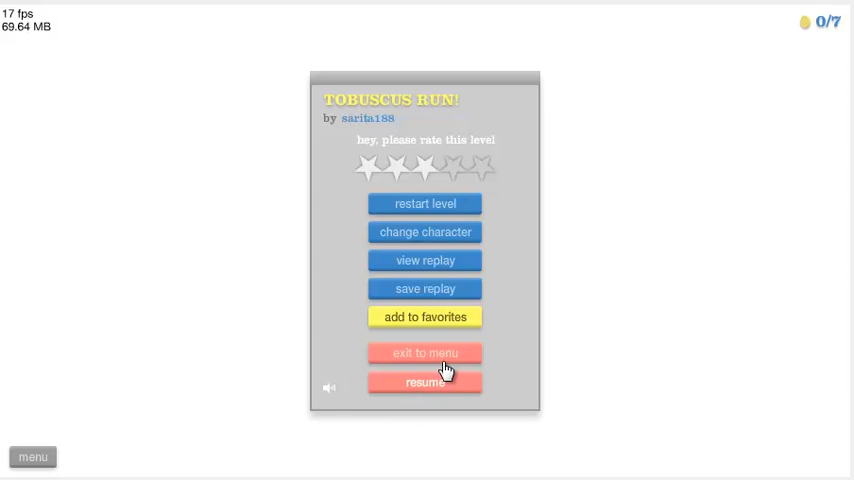 17 fps
69.64 MB
0/7
TOBUSCUS RUN!
by sarita188
hey, please rate this level
restart level
change character
view replay
save replay
add to favorites
exit to menu
resume
menu